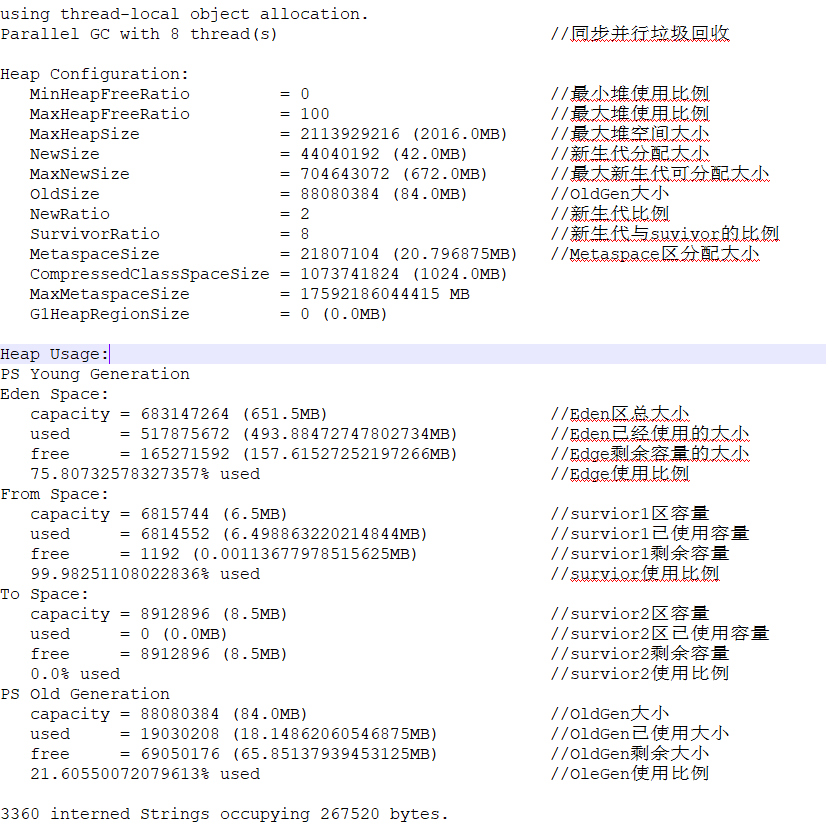 using thread-local object allocation.
Parallel GC with 8 thread(s) //同步并行垃圾回收
Heap Configuration:
MinHeapFreeRatio = 0 //最小堆使用比例
MaxHeapFreeRatio = 100 //最大堆使用比例
MaxHeapSize = 2113929216 (2016.0MB) //最大堆空间大小
NewSize = 44040192 (42.0MB) //新生代分配大小
MaxNewSize = 704643072 (672.0MB) //最大新生代可分配大小
OldSize = 88080384 (84.0MB) //OldGen大小
NewRatio = 2 //新生代比例
SurvivorRatio = 8 //新生代与suvivor的比例
MetaspaceSize = 21807104 (20.796875MB) //Metaspace区分配大小
CompressedClassSpaceSize = 1073741824 (1024.0MB)
MaxMetaspaceSize = 17592186044415 MB
G1HeapRegionSize = 0 (0.0MB)
Heap Usage:
PS Young Generation
Eden Space:
capacity = 683147264 (651.5MB) //Eden区总大小
used = 517875672 (493.88472747802734MB) //Eden已经使用的大小
free = 165271592 (157.61527252197266MB) //Edge剩余容量的大小
75.80732578327357% used //Edge使用比例
From Space:
capacity = 6815744 (6.5MB) //survior1区容量
used = 6814552 (6.498863220214844MB) //survior1已使用容量
free = 1192 (0.00113677978515625MB) //survior1剩余容量
99.98251108022836% used //survior使用比例
To Space:
capacity = 8912896 (8.5MB) //survior2区容量
used = 0 (0.0MB) //survior2区已使用容量
free = 8912896 (8.5MB) //survior2剩余容量
0.0% used //survior2使用比例
PS Old Generation
capacity = 88080384 (84.0MB) //OldGen大小
used = 19030208 (18.14862060546875MB) //OldGen已使用大小
free = 69050176 (65.85137939453125MB) //OldGen剩余大小
21.60550072079613% used //OleGen使用比例
3360 interned Strings occupying 267520 bytes.